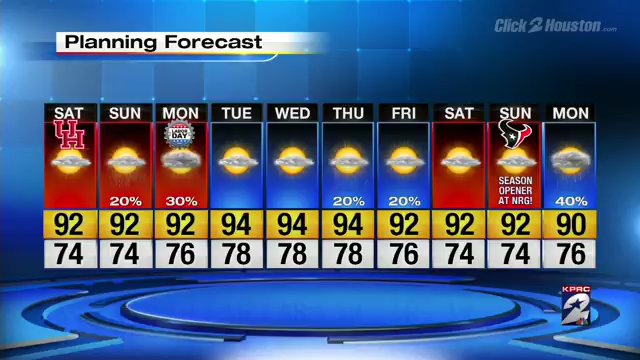 Click2Houston.com
Planning Forecast
SAT SUN MON TUE WED THU FRI SAT SUN MON
UH
LABOR DAY
SEASON
OPENER
AT NRG!
20% 30% 20% 20% 40%
92 92 92 94 94 94 92 92 92 90
74 74 76 78 78 78 76 74 74 76
KPRC
2